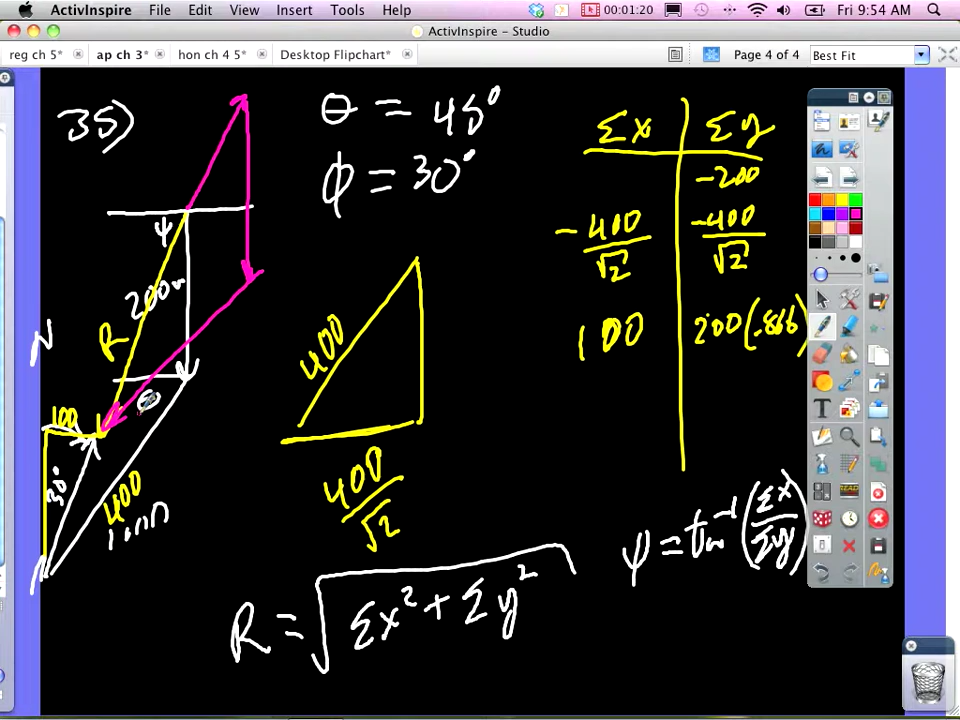 ActivInspire File Edit View Insert Tools Help 00:01:20 Fri 9:54 AM
ActivInspire - Studio
reg ch 5* ap ch 3* hon ch 4 5* Desktop Flipchart* Page 4 of 4 Best Fit
35)
θ = 45°
ϕ = 30°
Σx Σy
-200
-400/√2 -400/√2
100 200(.866)
ψ
200m
R
N
θ
100
30°
400
400
400/√2
ψ = tan⁻¹(Σx/Σy)
R = √Σx² + Σy²